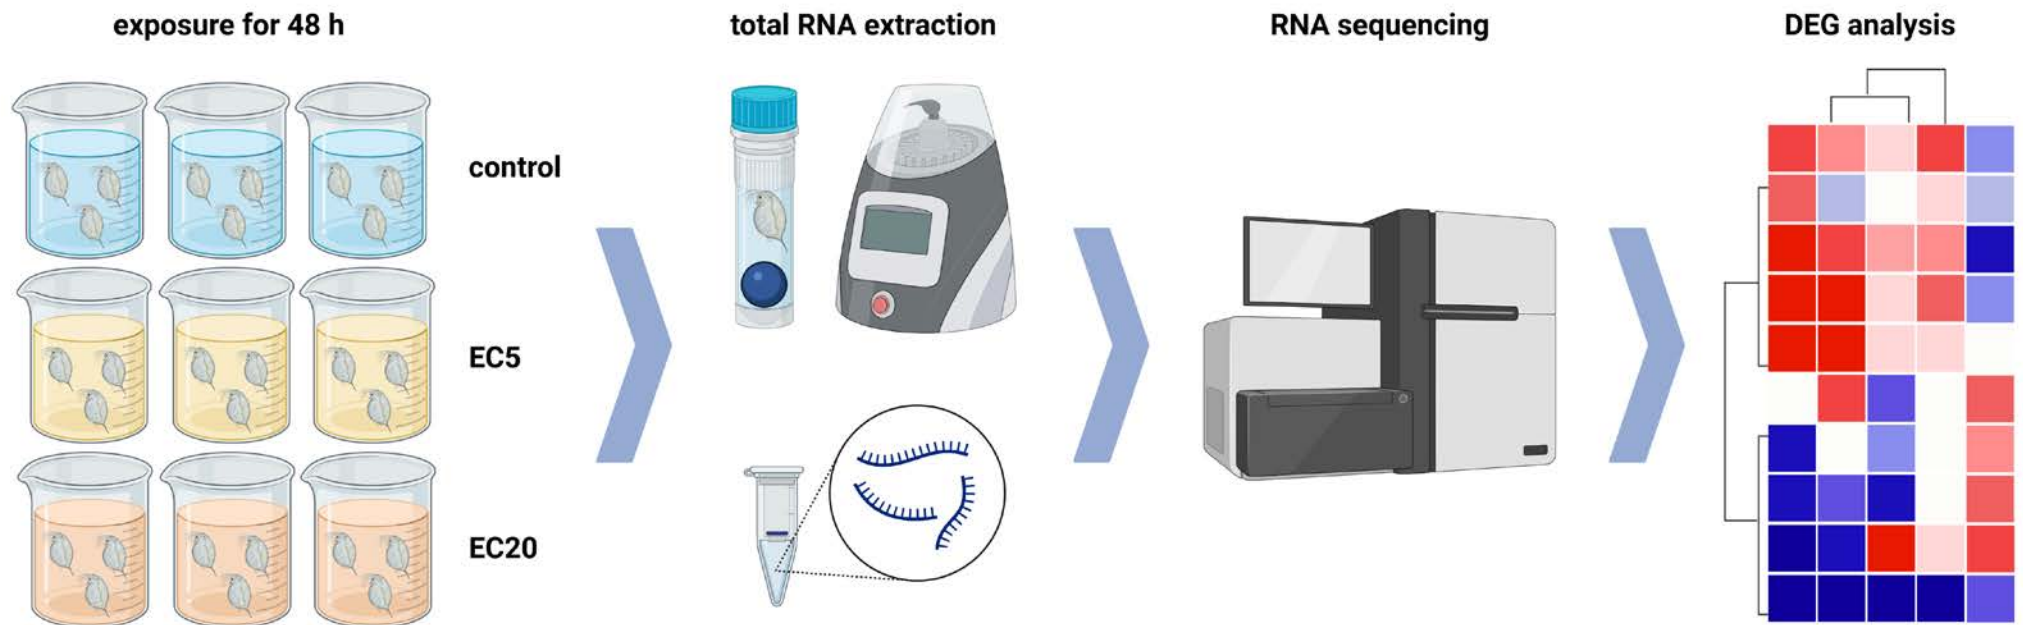 exposure for 48 h
total RNA extraction
RNA sequencing
DEG analysis
control
EC5
EC20